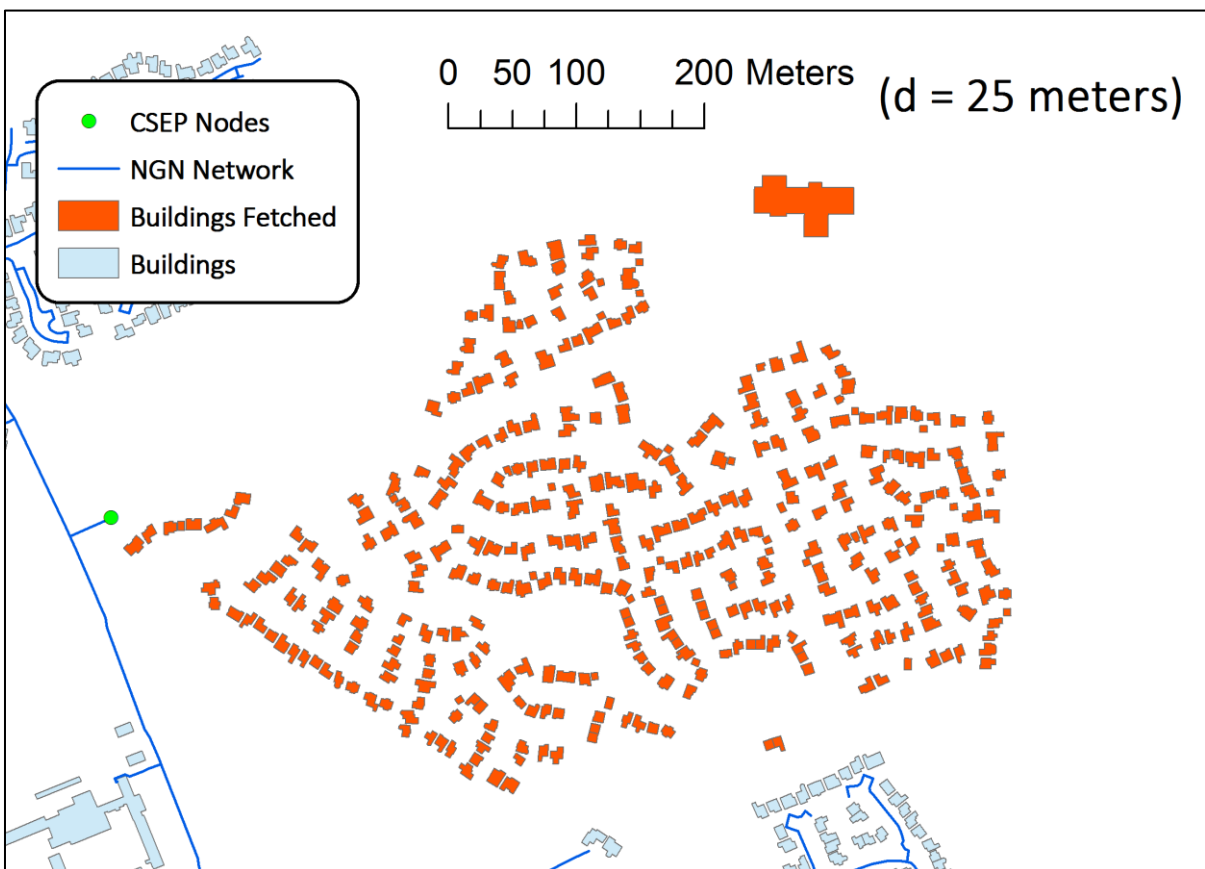 0 50 100 200 Meters
(d = 25 meters)
CSEP Nodes
NGN Network
Buildings Fetched
Buildings